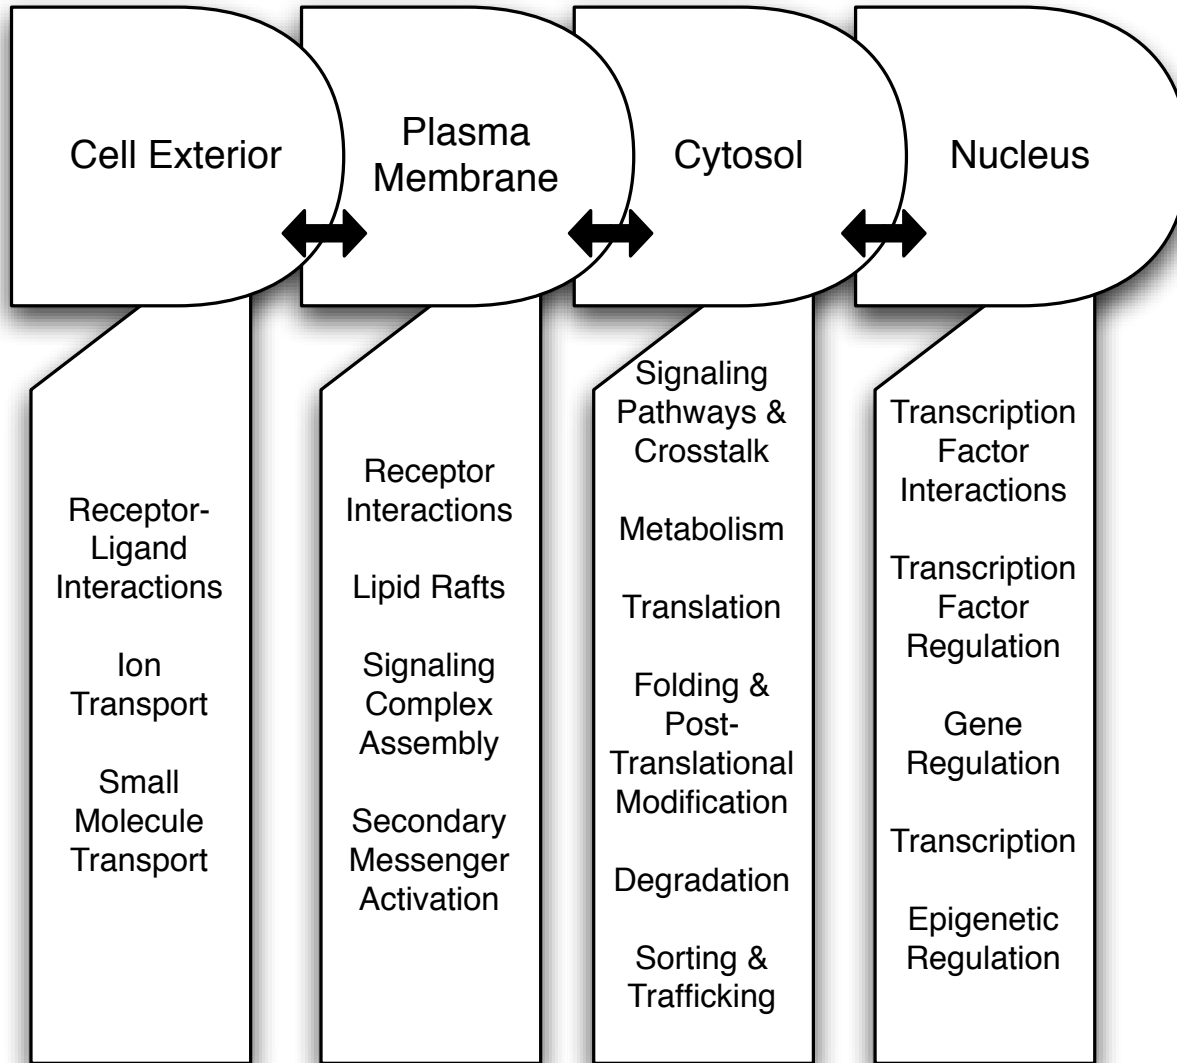 Cell Exterior
Plasma
Membrane
Cytosol
Nucleus
Receptor-
Ligand
Interactions
Ion
Transport
Small
Molecule
Transport
Receptor
Interactions
Lipid Rafts
Signaling
Complex
Assembly
Secondary
Messenger
Activation
Signaling
Pathways &
Crosstalk
Metabolism
Translation
Folding &
Post-
Translational
Modification
Degradation
Sorting &
Trafficking
Transcription
Factor
Interactions
Transcription
Factor
Regulation
Gene
Regulation
Transcription
Epigenetic
Regulation